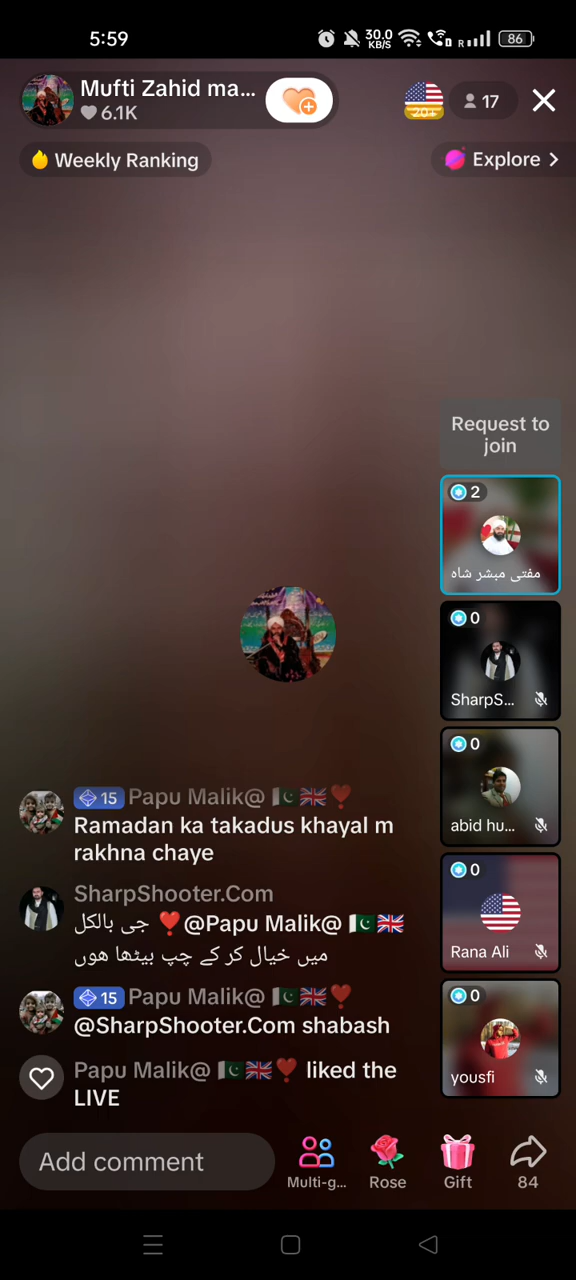 5:59
30.0
KB/S
R
86
Mufti Zahid ma...
6.1K
17
Weekly Ranking
Explore
Request to
join
2
مفتی مبشر شاہ
0
SharpS...
0
abid hu...
0
Rana Ali
0
yousfi
15 Papu Malik@ 🇵🇰🇬🇧❣️
Ramadan ka takadus khayal m
rakhna chaye
SharpShooter.Com
جی بالکل ❣️@Papu Malik@ 🇵🇰🇬🇧
میں خیال کر کے چپ بیٹھا ھوں
15 Papu Malik@ 🇵🇰🇬🇧❣️
@SharpShooter.Com shabash
Papu Malik@ 🇵🇰🇬🇧❣️ liked the
LIVE
Add comment
Multi-g...
Rose
Gift
84